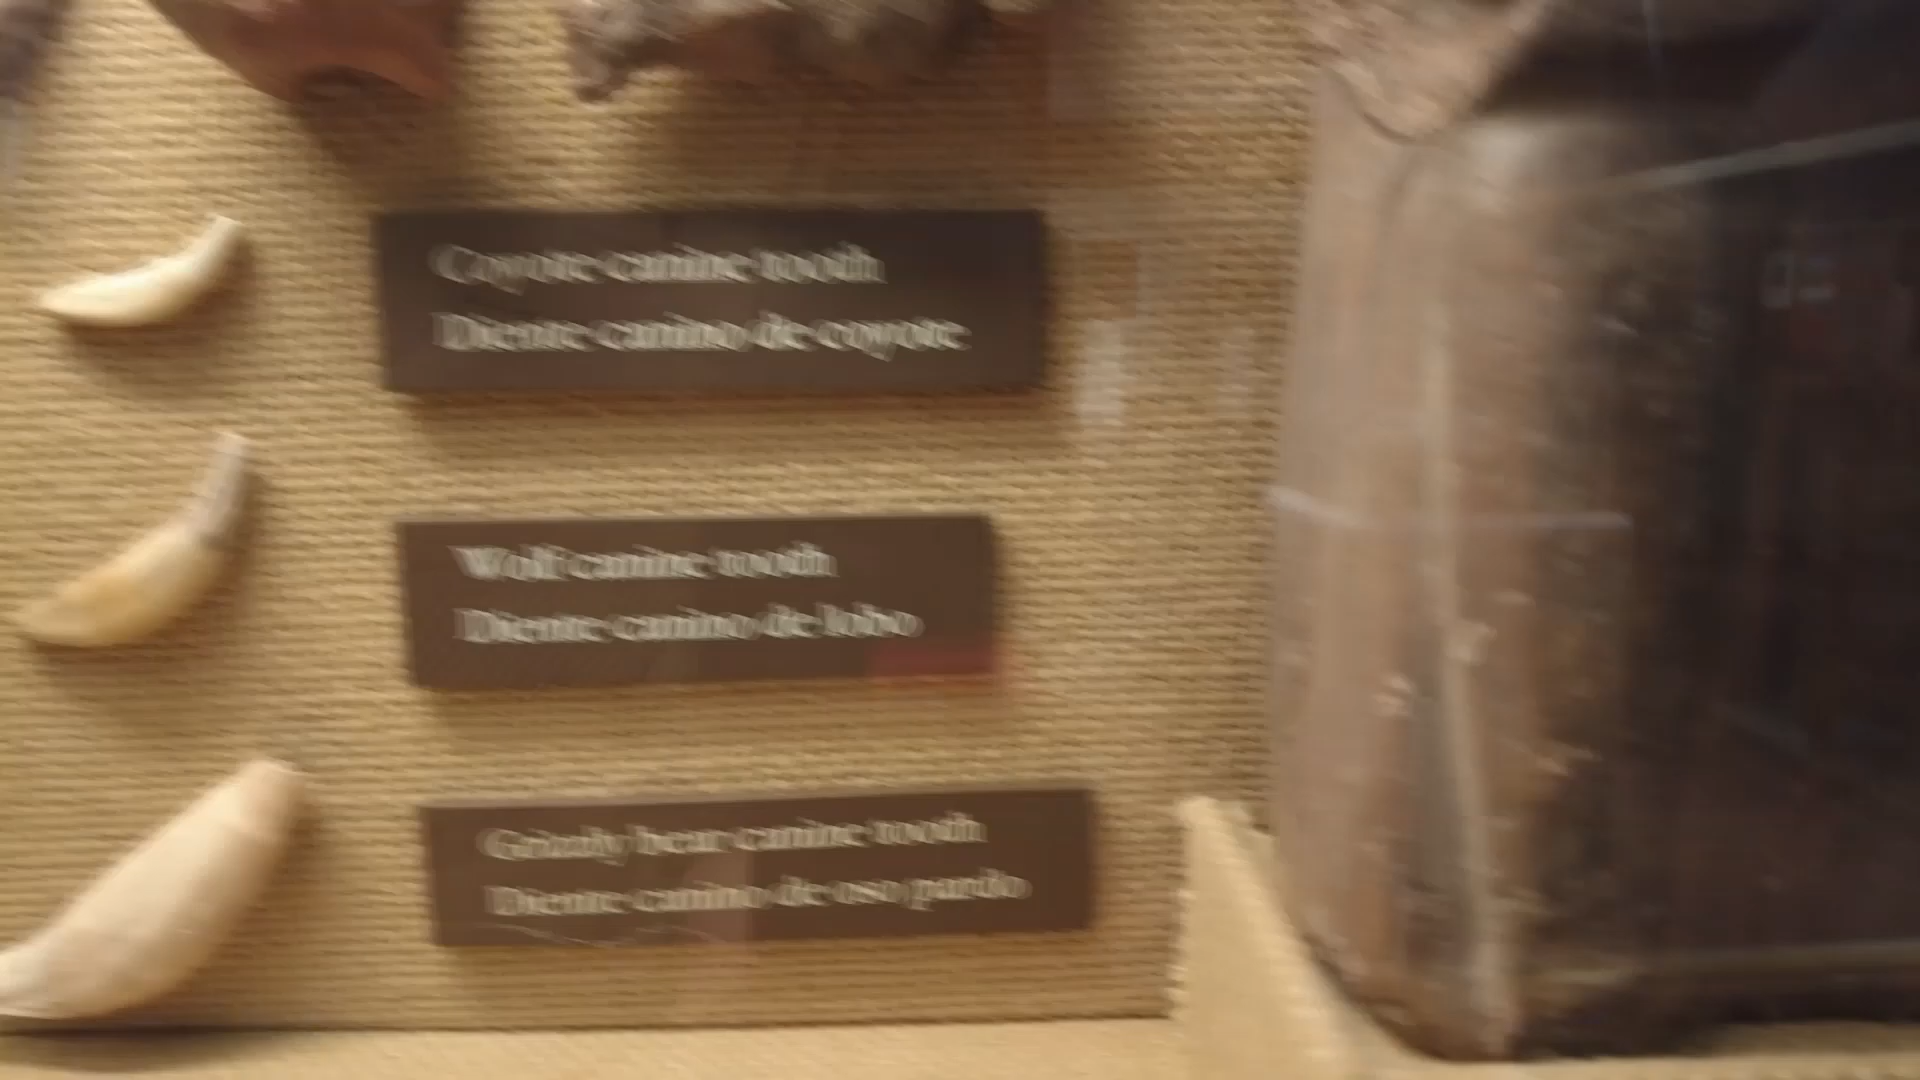 Coyote canine tooth
Diente canino de coyote
Wolf canine tooth
Diente canino de lobo
Grizzly bear canine tooth
Diente canino de oso pardo